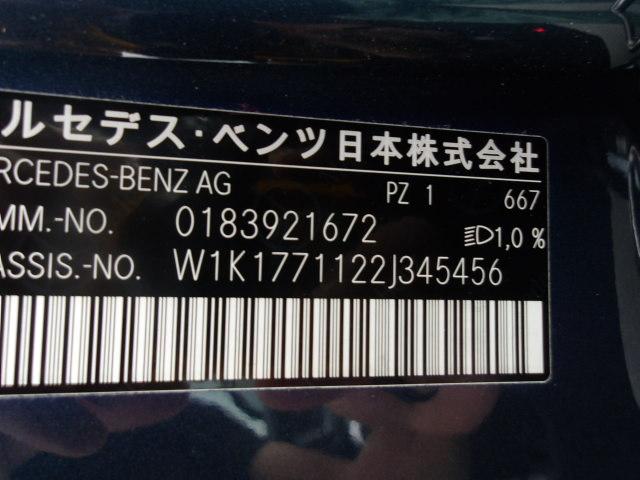 ルセデス・ベンツ日本株式会社
RCEDES-BENZ AG PZ 1 667
MM.-NO. 0183921672 1,0 %
ASSIS.-NO. W1K1771122J345456